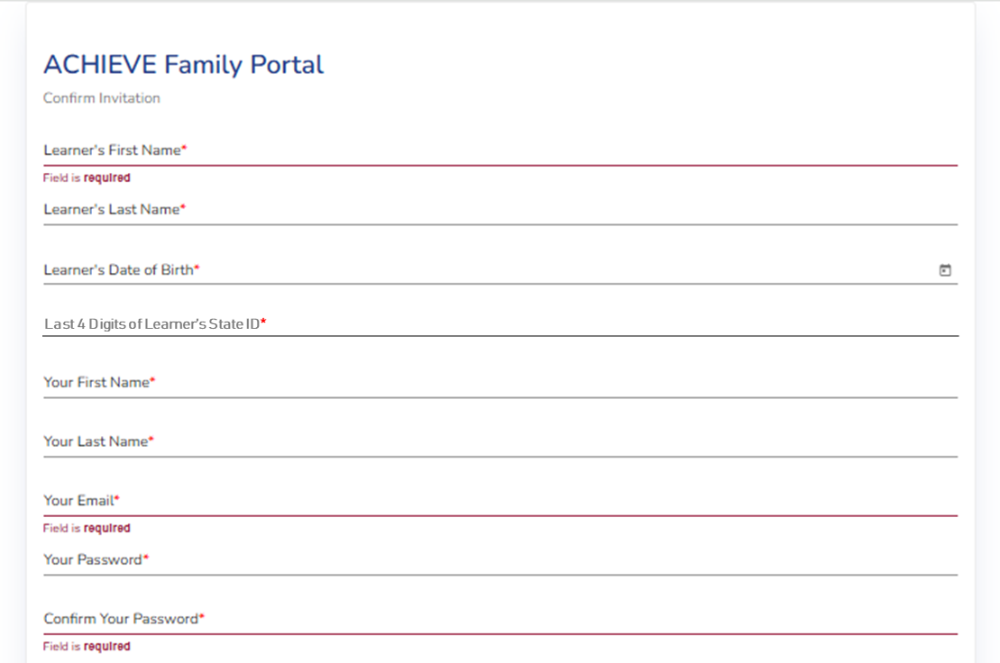 ACHIEVE Family Portal
Confirm Invitation
Learner's First Name*
Field is required
Learner's Last Name*
Learner's Date of Birth*
Last 4 Digits of Learner's State ID*
Your First Name*
Your Last Name*
Your Email*
Field is required
Your Password*
Confirm Your Password*
Field is required